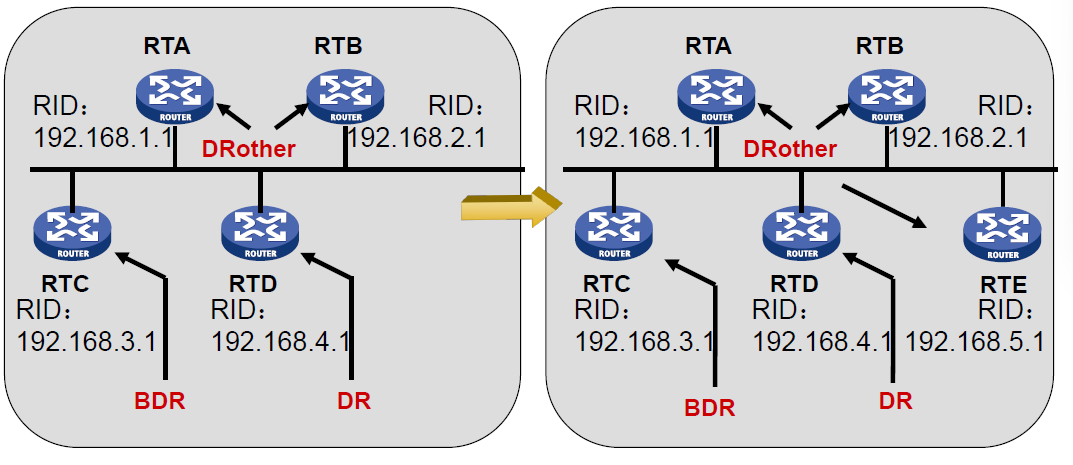 RTA
RTB
RID：
192.168.1.1
ROUTER
ROUTER
RID：
192.168.2.1
DRother
ROUTER
ROUTER
RTC
RID：
192.168.3.1
RTD
RID：
192.168.4.1
BDR
DR
RTA
RTB
RID：
192.168.1.1
ROUTER
ROUTER
RID：
192.168.2.1
DRother
ROUTER
ROUTER
ROUTER
RTC
RID：
192.168.3.1
RTD
RID：
192.168.4.1
RTE
RID：
192.168.5.1
BDR
DR